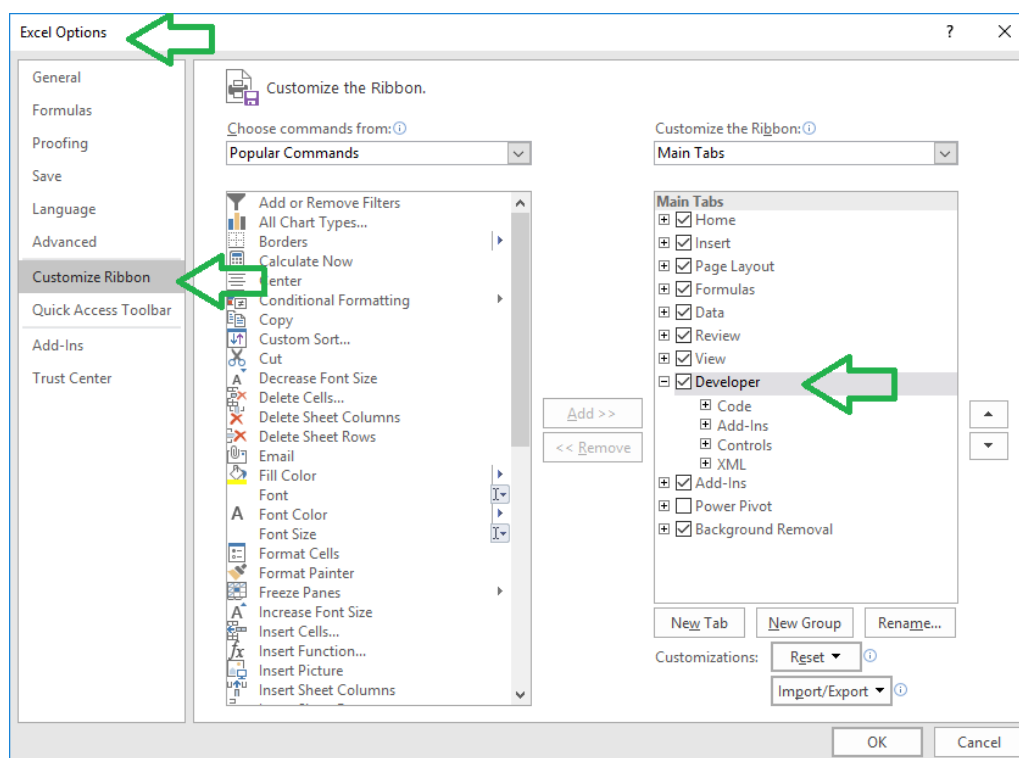 Excel Options
?
General
Formulas
Proofing
Save
Language
Advanced
Customize Ribbon
Quick Access Toolbar
Add-Ins
Trust Center
Customize the Ribbon.
Choose commands from:
Popular Commands
Add or Remove Filters
All Chart Types...
Borders
Calculate Now
Center
Conditional Formatting
Copy
Custom Sort...
Cut
Decrease Font Size
Delete Cells...
Delete Sheet Columns
Delete Sheet Rows
Email
Fill Color
Font
Font Color
Font Size
Format Cells
Format Painter
Freeze Panes
Increase Font Size
Insert Cells...
Insert Function...
Insert Picture
Insert Sheet Columns
Add >>
<< Remove
Customize the Ribbon:
Main Tabs
Main Tabs
Home
Insert
Page Layout
Formulas
Data
Review
View
Developer
Code
Add-Ins
Controls
XML
Add-Ins
Power Pivot
Background Removal
New Tab
New Group
Rename...
Customizations:
Reset
Import/Export
OK
Cancel